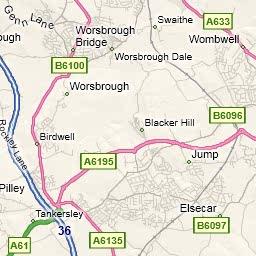 Genn Lane
Swaithe
A633
Worsbrough
Bridge
Wombwell
Worsbrough Dale
B6100
Worsbrough
B6096
Blacker Hill
Rockley Lane
Birdwell
A6195
Jump
Pilley
Tankersley
Elsecar
36
B6097
A61
A6135